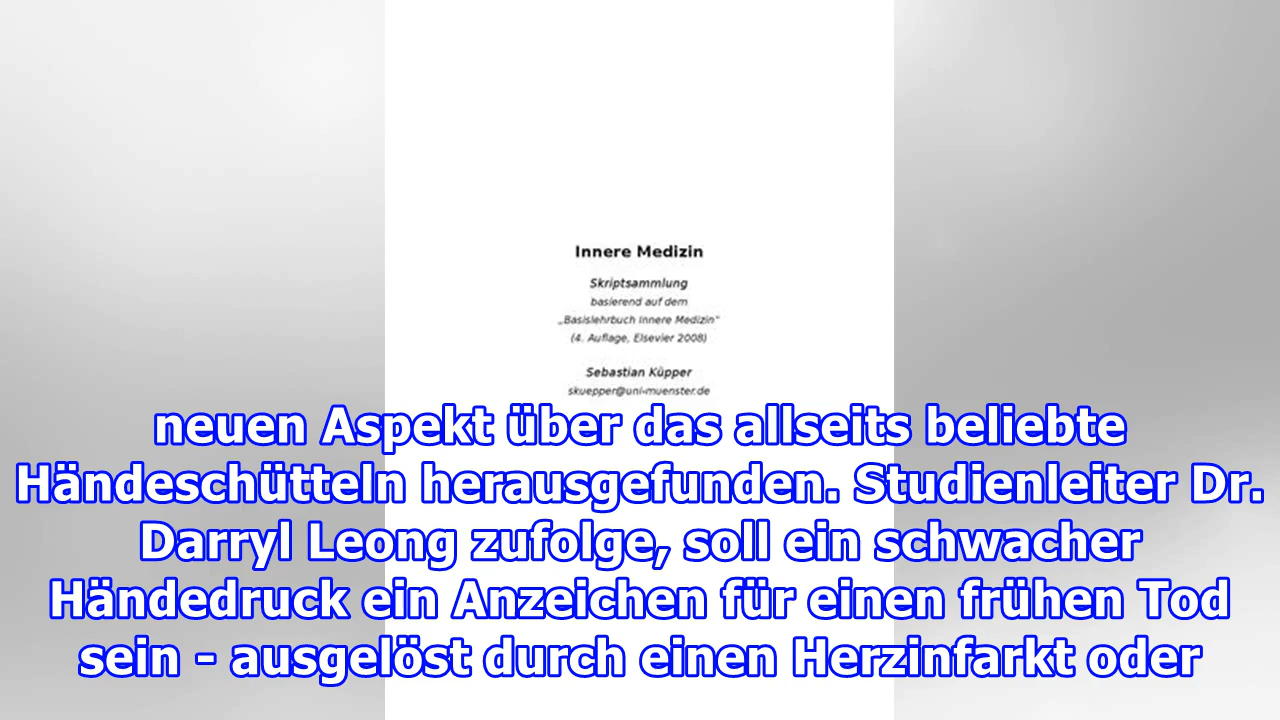 Innere Medizin
Skriptsammlung
basierend auf dem
„Basislehrbuch Innere Medizin“
(4. Auflage, Elsevier 2008)
Sebastian Küpper
skuepper@uni-muenster.de
neuen Aspekt über das allseits beliebte
Händeschütteln herausgefunden. Studienleiter Dr.
Darryl Leong zufolge, soll ein schwacher
Händedruck ein Anzeichen für einen frühen Tod
sein - ausgelöst durch einen Herzinfarkt oder